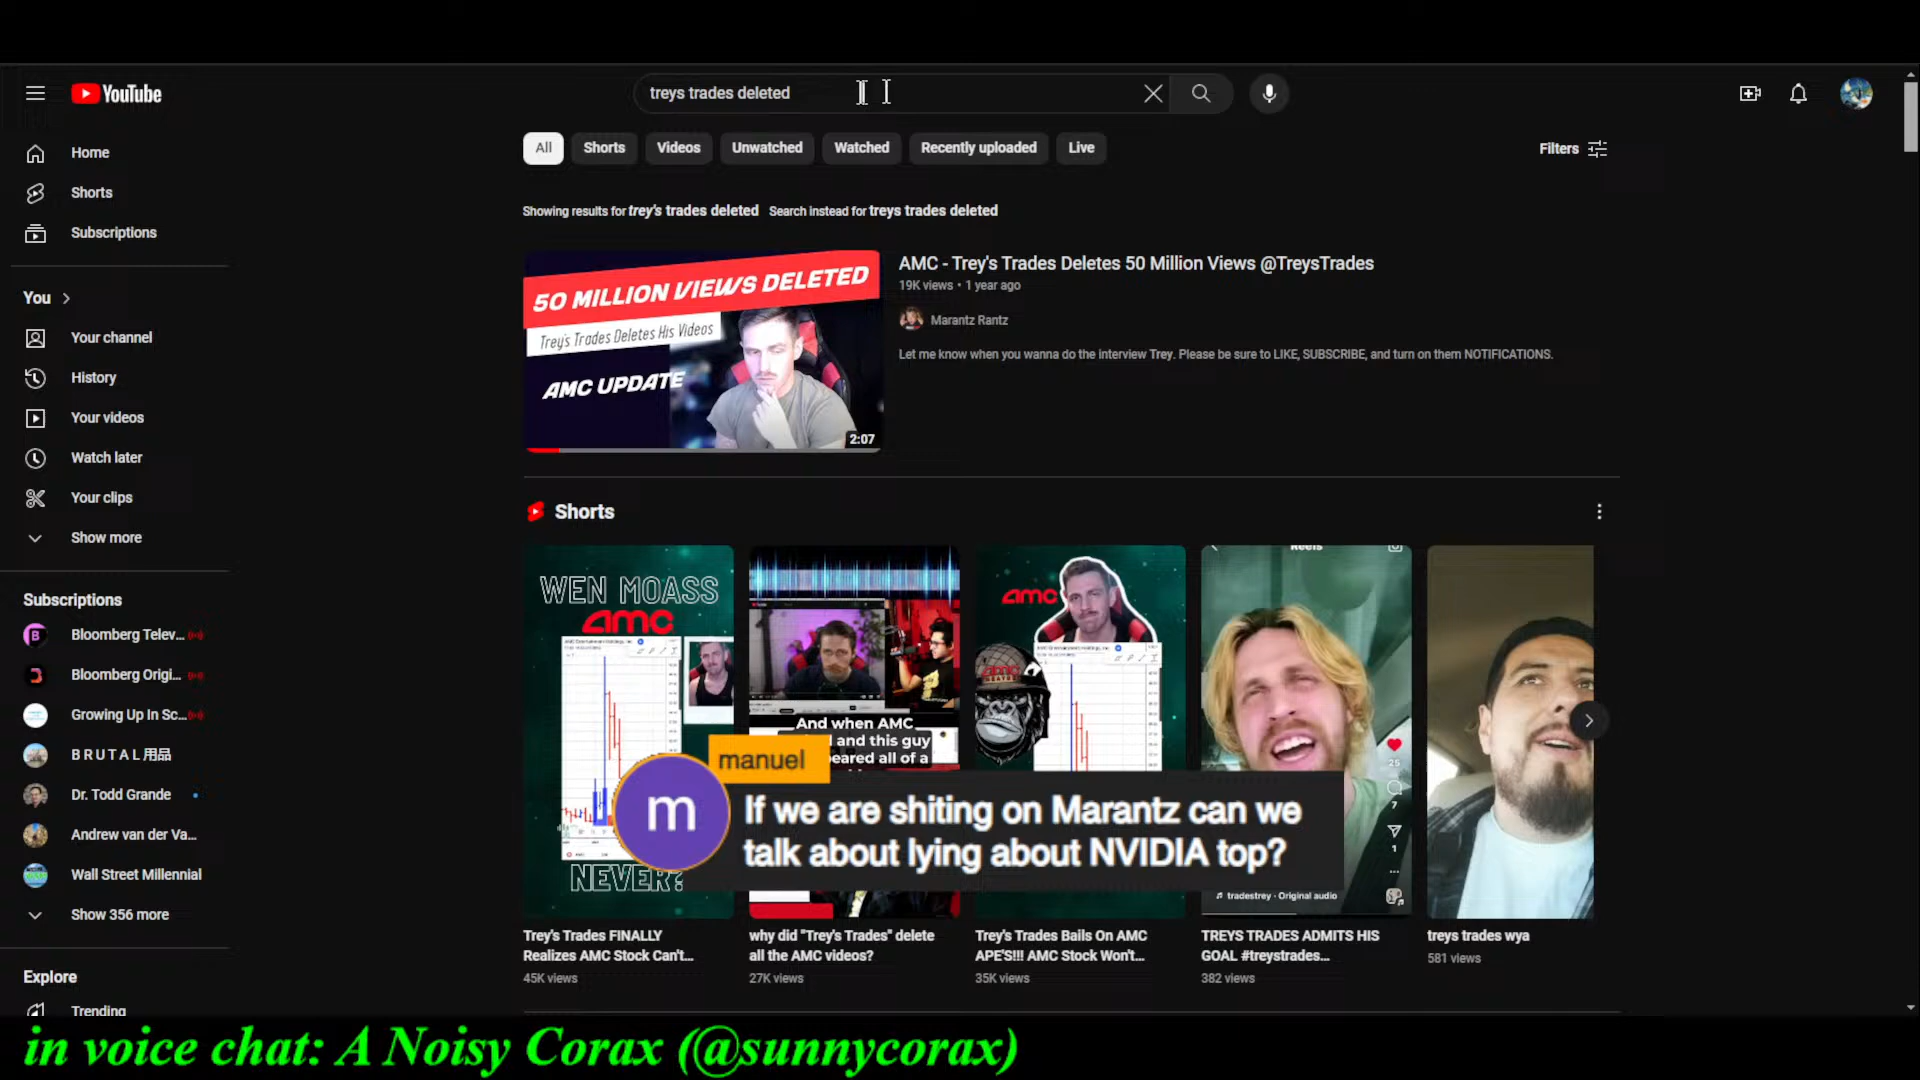 YouTube
treys trades deleted
All
Shorts
Videos
Unwatched
Watched
Recently uploaded
Live
Filters
Home
Shorts
Subscriptions
You
Your channel
History
Your videos
Watch later
Your clips
Show more
Subscriptions
Bloomberg Telev...
Bloomberg Origi...
Growing Up In Sc...
B R U T A L 用品
Dr. Todd Grande
Andrew van der Va...
Wall Street Millennial
Show 356 more
Explore
Trending
Showing results for trey's trades deleted Search instead for treys trades deleted
50 MILLION VIEWS DELETED
Trey's Trades Deletes His Videos
AMC UPDATE
2:07
AMC - Trey's Trades Deletes 50 Million Views @TreysTrades
19K views • 1 year ago
Marantz Rantz
Let me know when you wanna do the interview Trey. Please be sure to LIKE, SUBSCRIBE, and turn on them NOTIFICATIONS.
Shorts
WEN MOASS
amc
NEVER?
And when AMC
and this guy
peared all of a
amc
Reels
25
7
1
tradestrey • Original audio
manuel
m
If we are shiting on Marantz can we
talk about lying about NVIDIA top?
Trey's Trades FINALLY
Realizes AMC Stock Can't...
45K views
why did "Trey's Trades" delete
all the AMC videos?
27K views
Trey's Trades Bails On AMC
APE'S!!! AMC Stock Won't...
35K views
TREYS TRADES ADMITS HIS
GOAL #treystrades...
382 views
treys trades wya
581 views
in voice chat: A Noisy Corax (@sunnycorax)